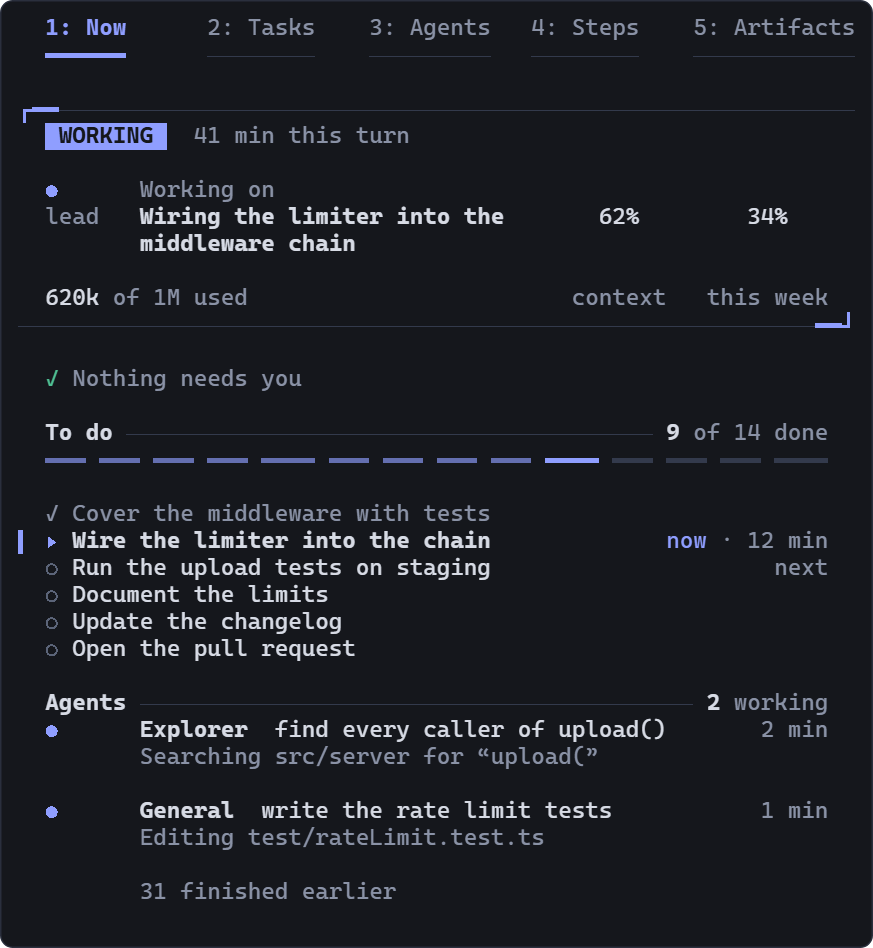 1: Now 2: Tasks 3: Agents 4: Steps 5: Artifacts
WORKING 41 min this turn
Working on
lead Wiring the limiter into the 62% 34%
middleware chain
620k of 1M used context this week
✓ Nothing needs you
To do 9 of 14 done
✓ Cover the middleware with tests
▸ Wire the limiter into the chain now · 12 min
○ Run the upload tests on staging next
○ Document the limits
○ Update the changelog
○ Open the pull request
Agents 2 working
● Explorer find every caller of upload() 2 min
Searching src/server for “upload(”
● General write the rate limit tests 1 min
Editing test/rateLimit.test.ts
31 finished earlier